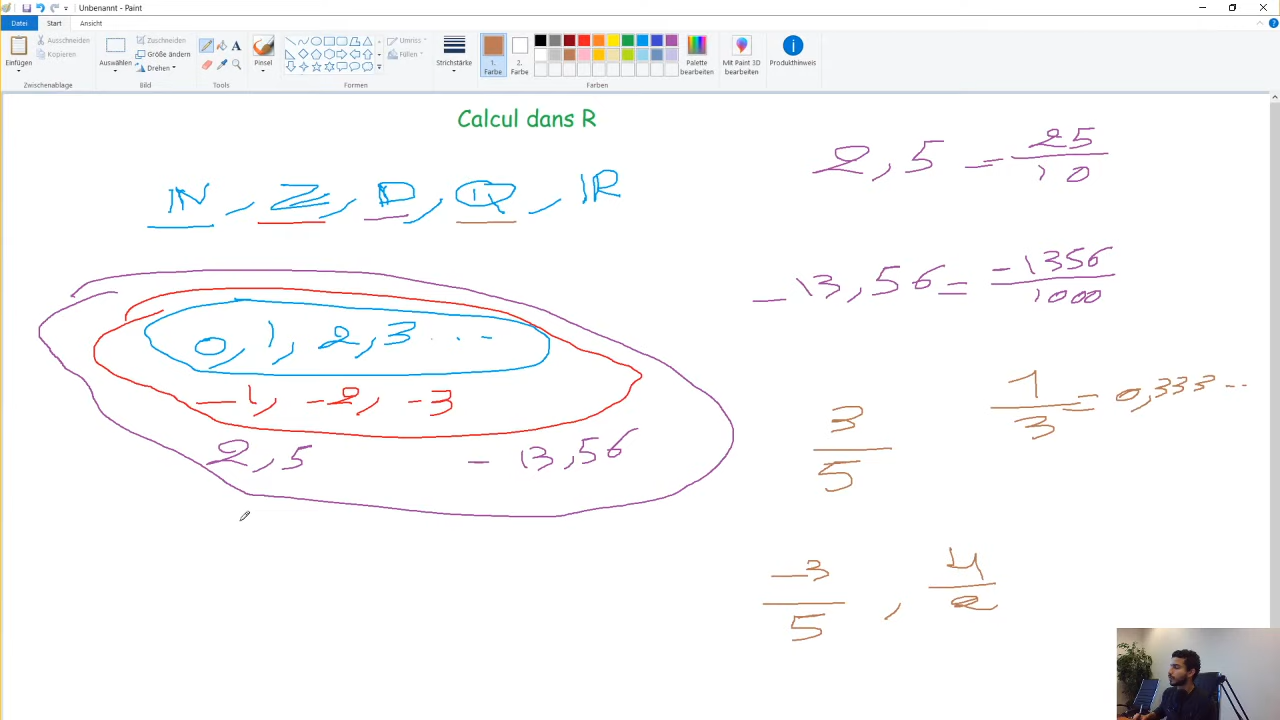 Unbenannt - Paint
Datei Start Ansicht
Einfügen
Ausschneiden
Kopieren
Zwischenablage
Auswählen
Zuschneiden
Größe ändern
Drehen
Bild
A
Tools
Pinsel
Umriss
Füllen
Formen
Strichstärke
1.
Farbe
2.
Farbe
Palette
bearbeiten
Farben
Mit Paint 3D
bearbeiten
Produkthinweis
Calcul dans R
N, Z, D, Q, IR
0, 1, 2, 3 ...
-1, -2, -3
2,5 -13,56
2,5 = 25/10
-13,56 = -1356/1000
3/5
1/3 = 0,333...
-3/5 , 4/2